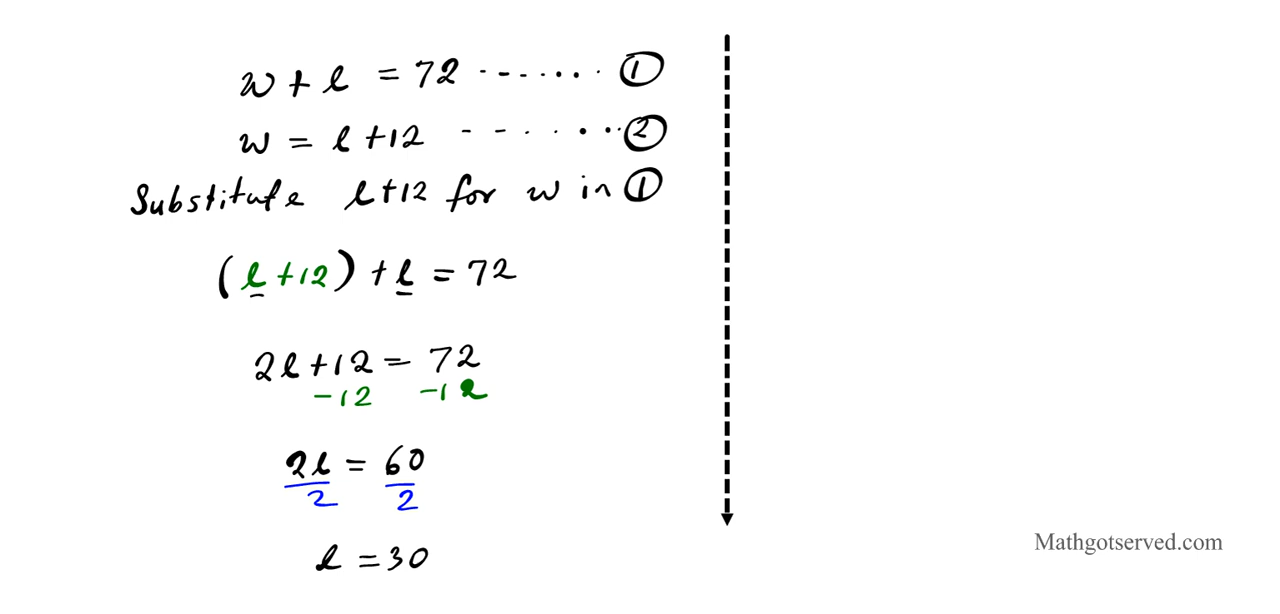 w + l = 72 ------- ①
w = l +12 ------- ②
Substitute l+12 for w in ①
(l +12) + l = 72
2l +12 = 72
-12 -12
2l = 60
2 2
l = 30
Mathgotserved.com